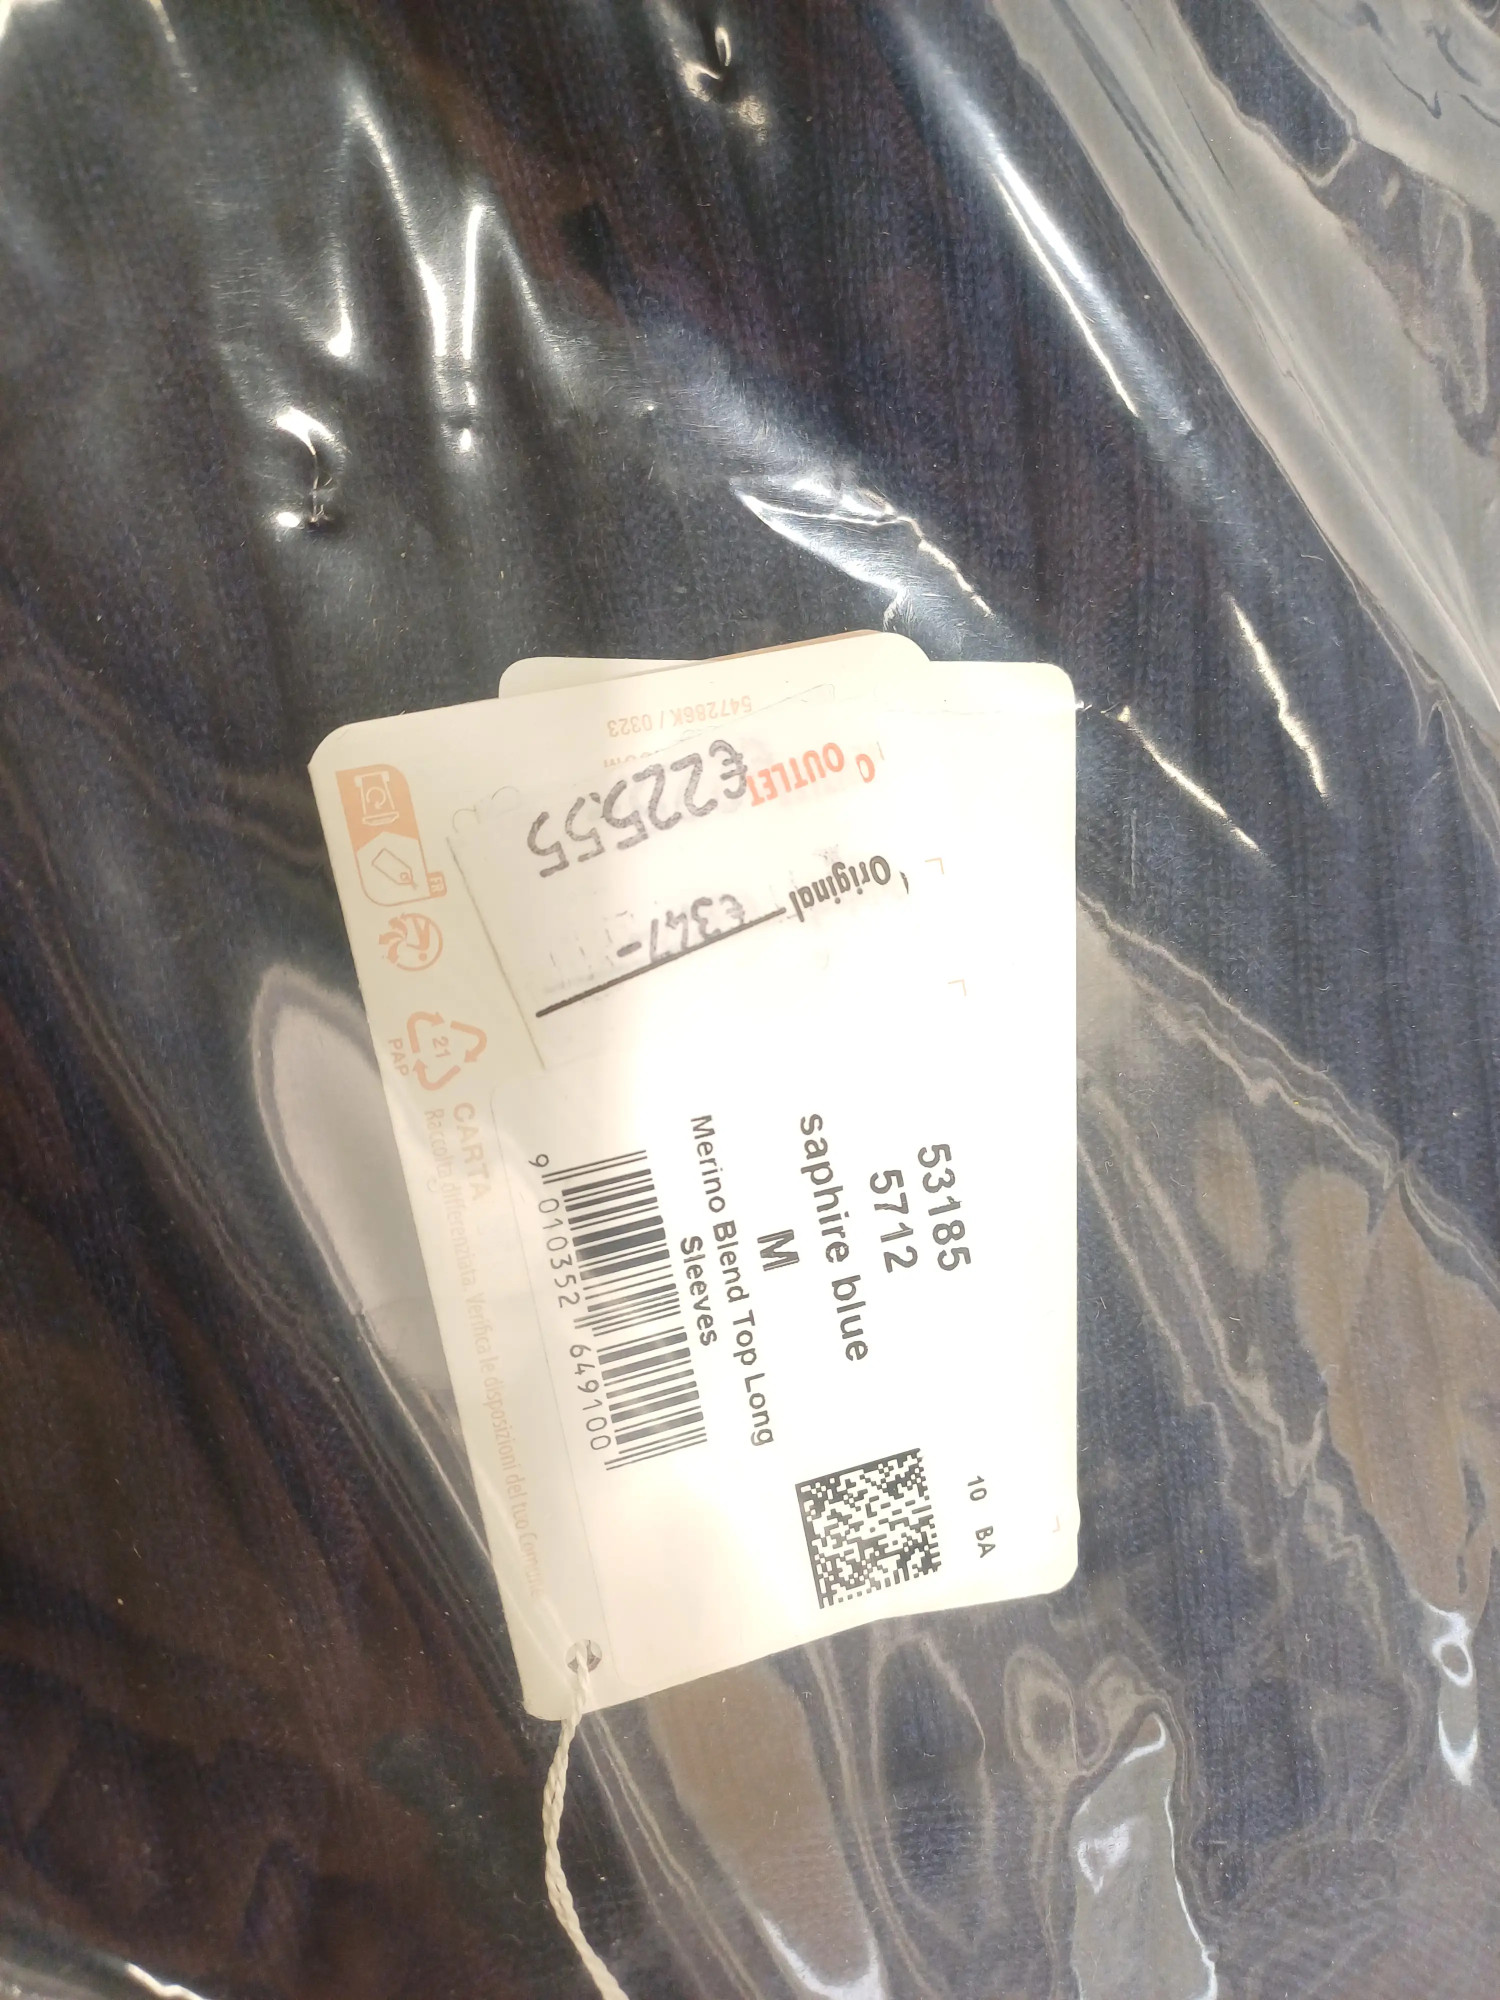 53185
5712
saphire blue
M
Merino Blend Top Long
Sleeves
9 010352 649100
10 BA
OUTLET
€225.55
Original
€347-
547286K / 0323
FR
21
PAP
CARTA
Raccolta differenziata. Verifica le disposizioni del tuo Comune.